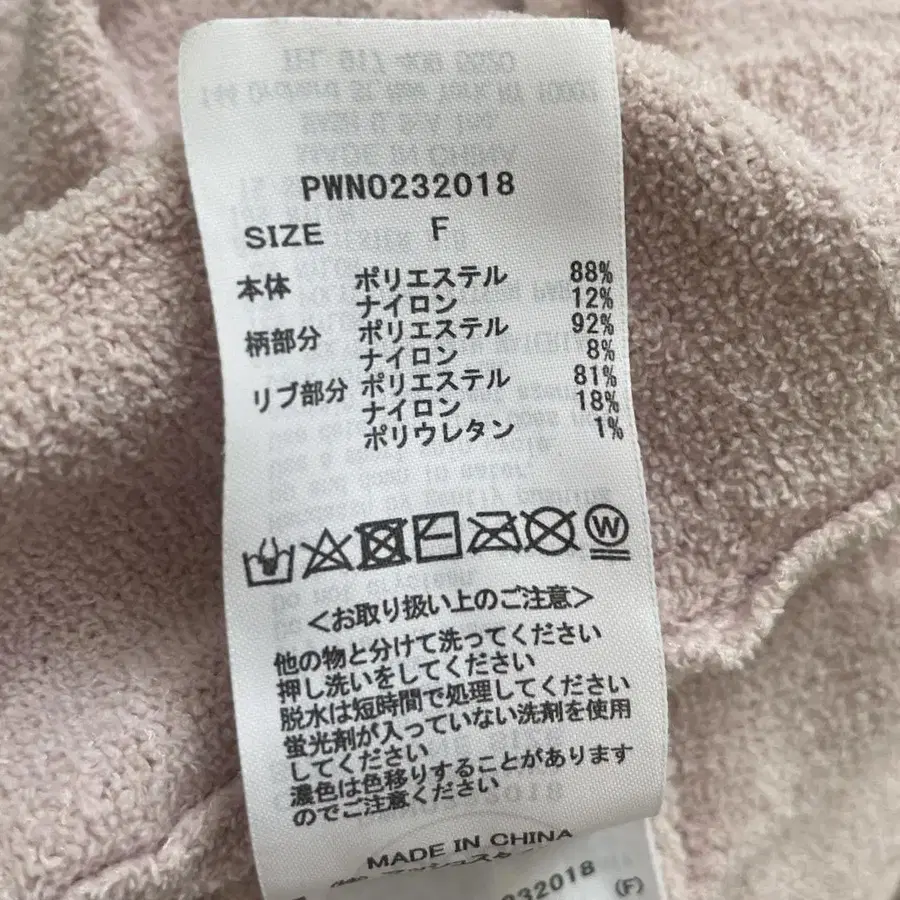 PWNO232018
SIZE F
本体 ポリエステル 88%
ナイロン 12%
柄部分 ポリエステル 92%
ナイロン 8%
リブ部分 ポリエステル 81%
ナイロン 18%
ポリウレタン 1%
W
<お取り扱い上のご注意>
他の物と分けて洗ってください
押し洗いをしてください
脱水は短時間で処理してください
蛍光剤が入っていない洗剤を使用
してください
濃色は色移りすることがあります
のでご注意ください
MADE IN CHINA
032018
(F)